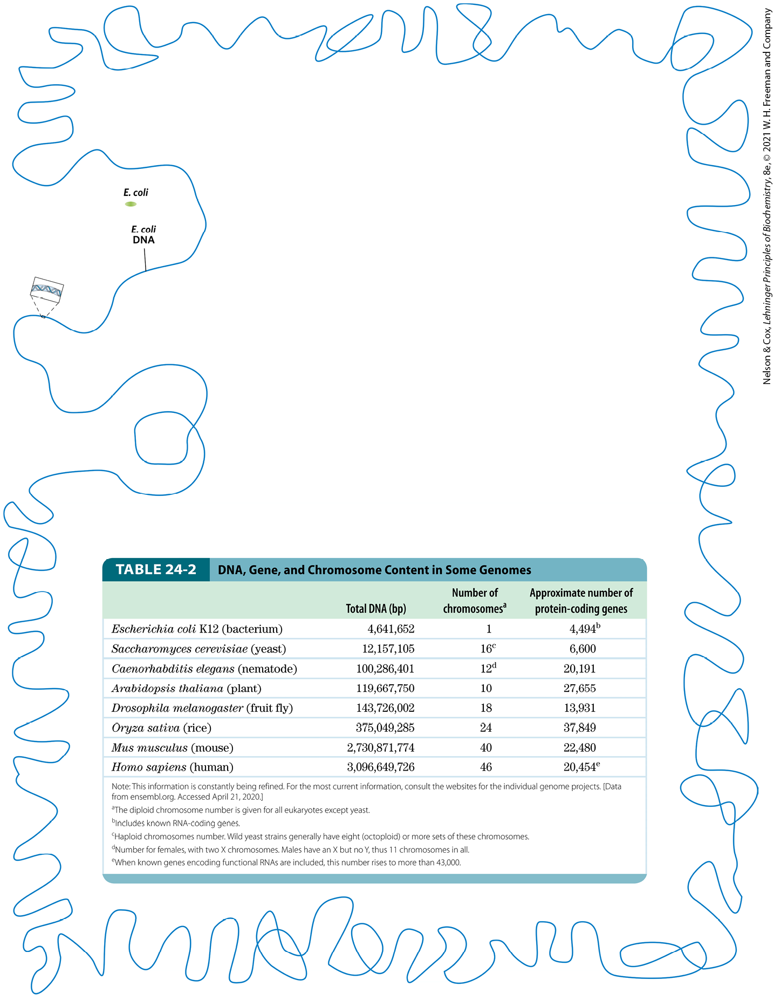 Nelson & Cox, Lehninger Principles of Biochemistry, 8e, © 2021 W. H. Freeman and Company
E. coli
E. coli
DNA
TABLE 24-2 DNA, Gene, and Chromosome Content in Some Genomes
Total DNA (bp) Number of chromosomesᵃ Approximate number of protein-coding genes
Escherichia coli K12 (bacterium) 4,641,652 1 4,494ᵇ
Saccharomyces cerevisiae (yeast) 12,157,105 16ᶜ 6,600
Caenorhabditis elegans (nematode) 100,286,401 12ᵈ 20,191
Arabidopsis thaliana (plant) 119,667,750 10 27,655
Drosophila melanogaster (fruit fly) 143,726,002 18 13,931
Oryza sativa (rice) 375,049,285 24 37,849
Mus musculus (mouse) 2,730,871,774 40 22,480
Homo sapiens (human) 3,096,649,726 46 20,454ᵉ
Note: This information is constantly being refined. For the most current information, consult the websites for the individual genome projects. [Data
from ensembl.org. Accessed April 21, 2020.]
ᵃThe diploid chromosome number is given for all eukaryotes except yeast.
ᵇIncludes known RNA-coding genes.
ᶜHaploid chromosomes number. Wild yeast strains generally have eight (octoploid) or more sets of these chromosomes.
ᵈNumber for females, with two X chromosomes. Males have an X but no Y, thus 11 chromosomes in all.
ᵉWhen known genes encoding functional RNAs are included, this number rises to more than 43,000.